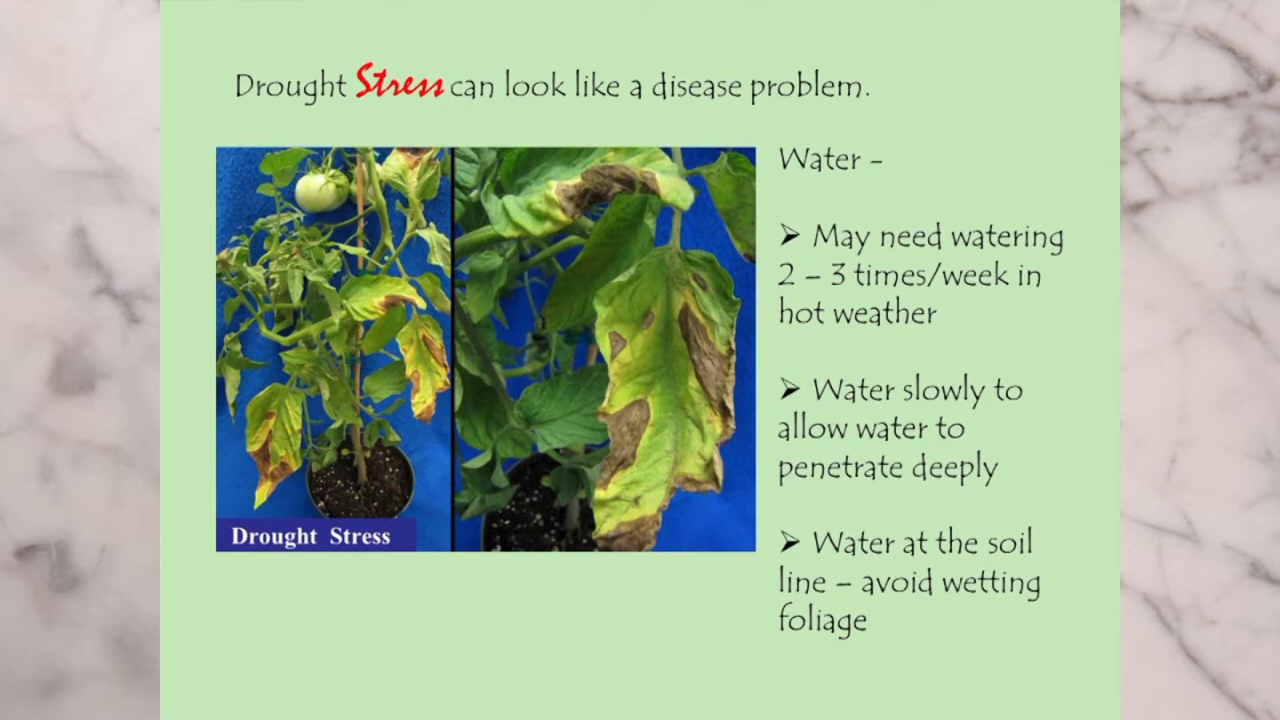 Drought Stress can look like a disease problem.
Water -
➢ May need watering
2 – 3 times/week in
hot weather
➢ Water slowly to
allow water to
penetrate deeply
➢ Water at the soil
line – avoid wetting
foliage
Drought Stress